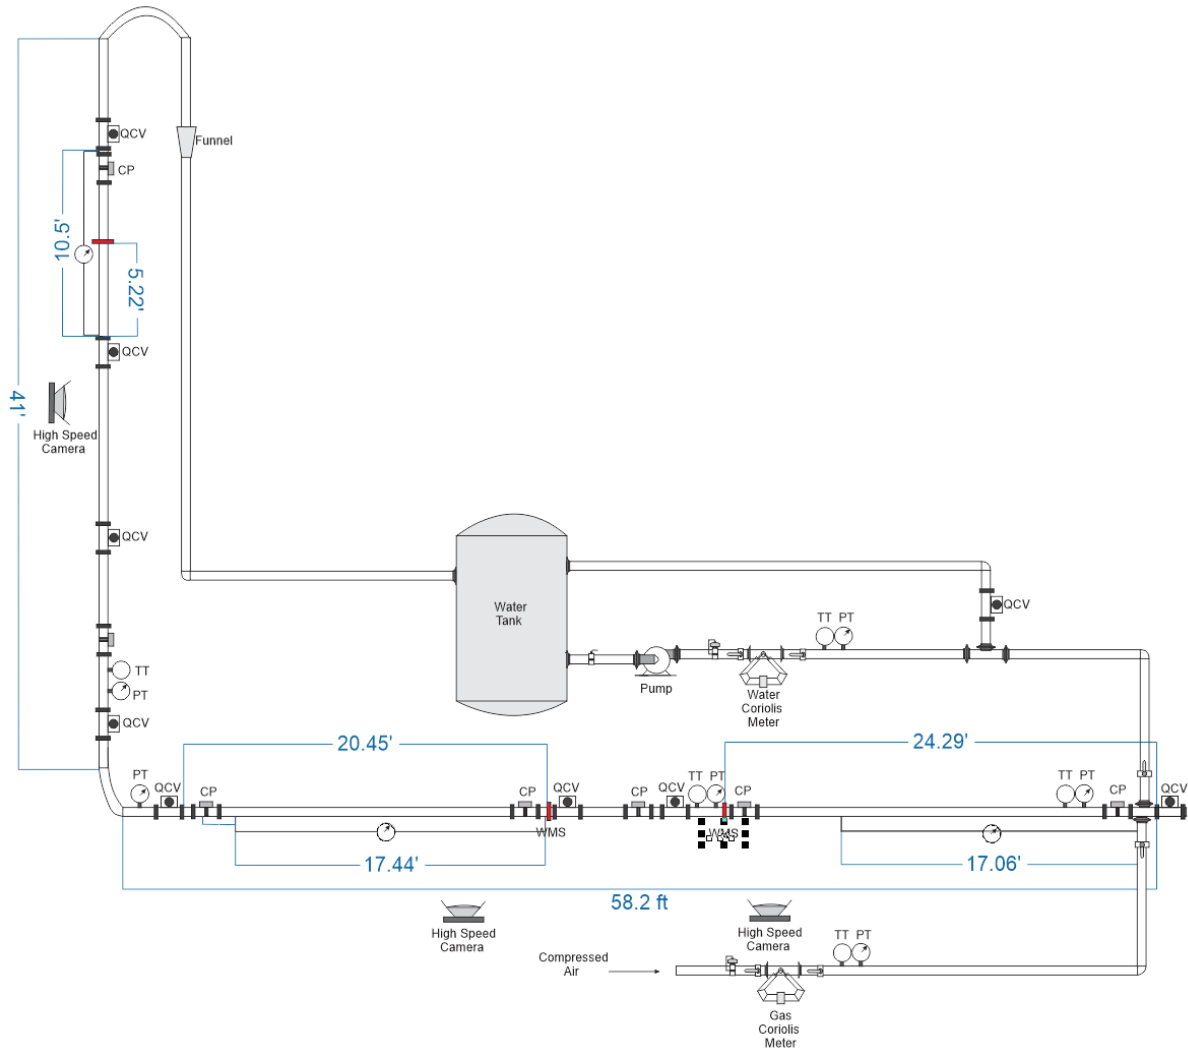 QCV
Funnel
CP
10.5'
5.22'
QCV
41'
High Speed
Camera
QCV
Water
Tank
QCV
TT PT
TT
PT
Pump
Water
Coriolis
Meter
QCV
20.45'
24.29'
PT
QCV
CP
CP
QCV
CP
QCV
TT PT
CP
TT PT
CP
QCV
WMS
WMS
17.44'
17.06'
58.2 ft
High Speed
Camera
High Speed
Camera
TT PT
Compressed
Air
Gas
Coriolis
Meter